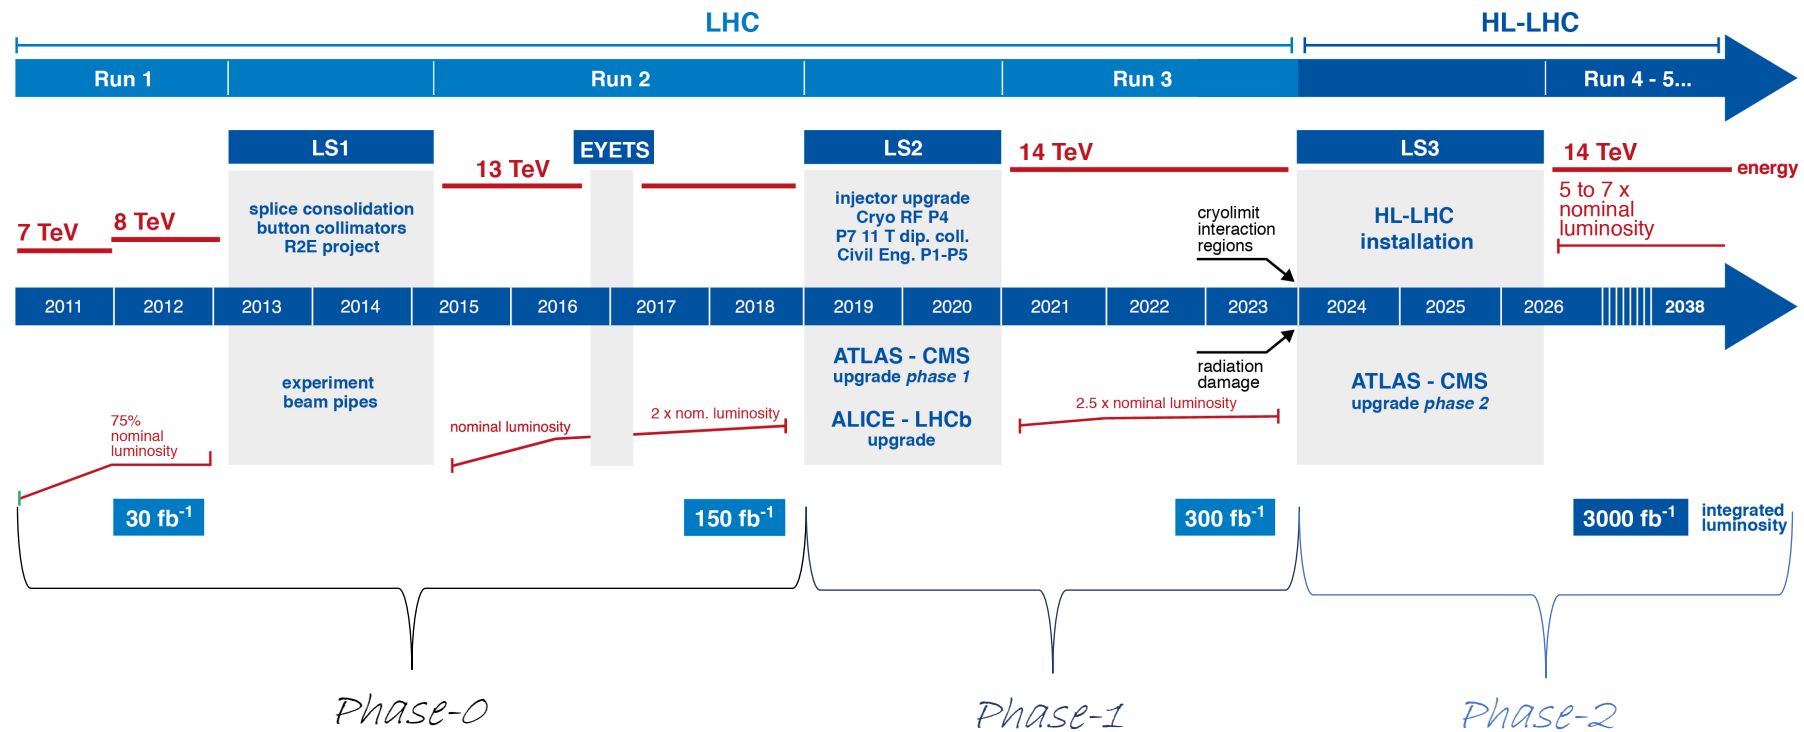 LHC
HL-LHC
Run 1
Run 2
Run 3
Run 4 - 5...
LS1
EYETS
LS2
LS3
13 TeV
14 TeV
14 TeV
energy
7 TeV
8 TeV
splice consolidation
button collimators
R2E project
injector upgrade
Cryo RF P4
P7 11 T dip. coll.
Civil Eng. P1-P5
cryolimit
interaction
regions
HL-LHC
installation
5 to 7 x
nominal
luminosity
2011 2012 2013 2014 2015 2016 2017 2018 2019 2020 2021 2022 2023 2024 2025 2026 2038
experiment
beam pipes
ATLAS - CMS
upgrade phase 1
ALICE - LHCb
upgrade
radiation
damage
ATLAS - CMS
upgrade phase 2
75%
nominal
luminosity
nominal luminosity
2 x nom. luminosity
2.5 x nominal luminosity
30 fb-1
150 fb-1
300 fb-1
3000 fb-1
integrated
luminosity
Phase-0
Phase-1
Phase-2